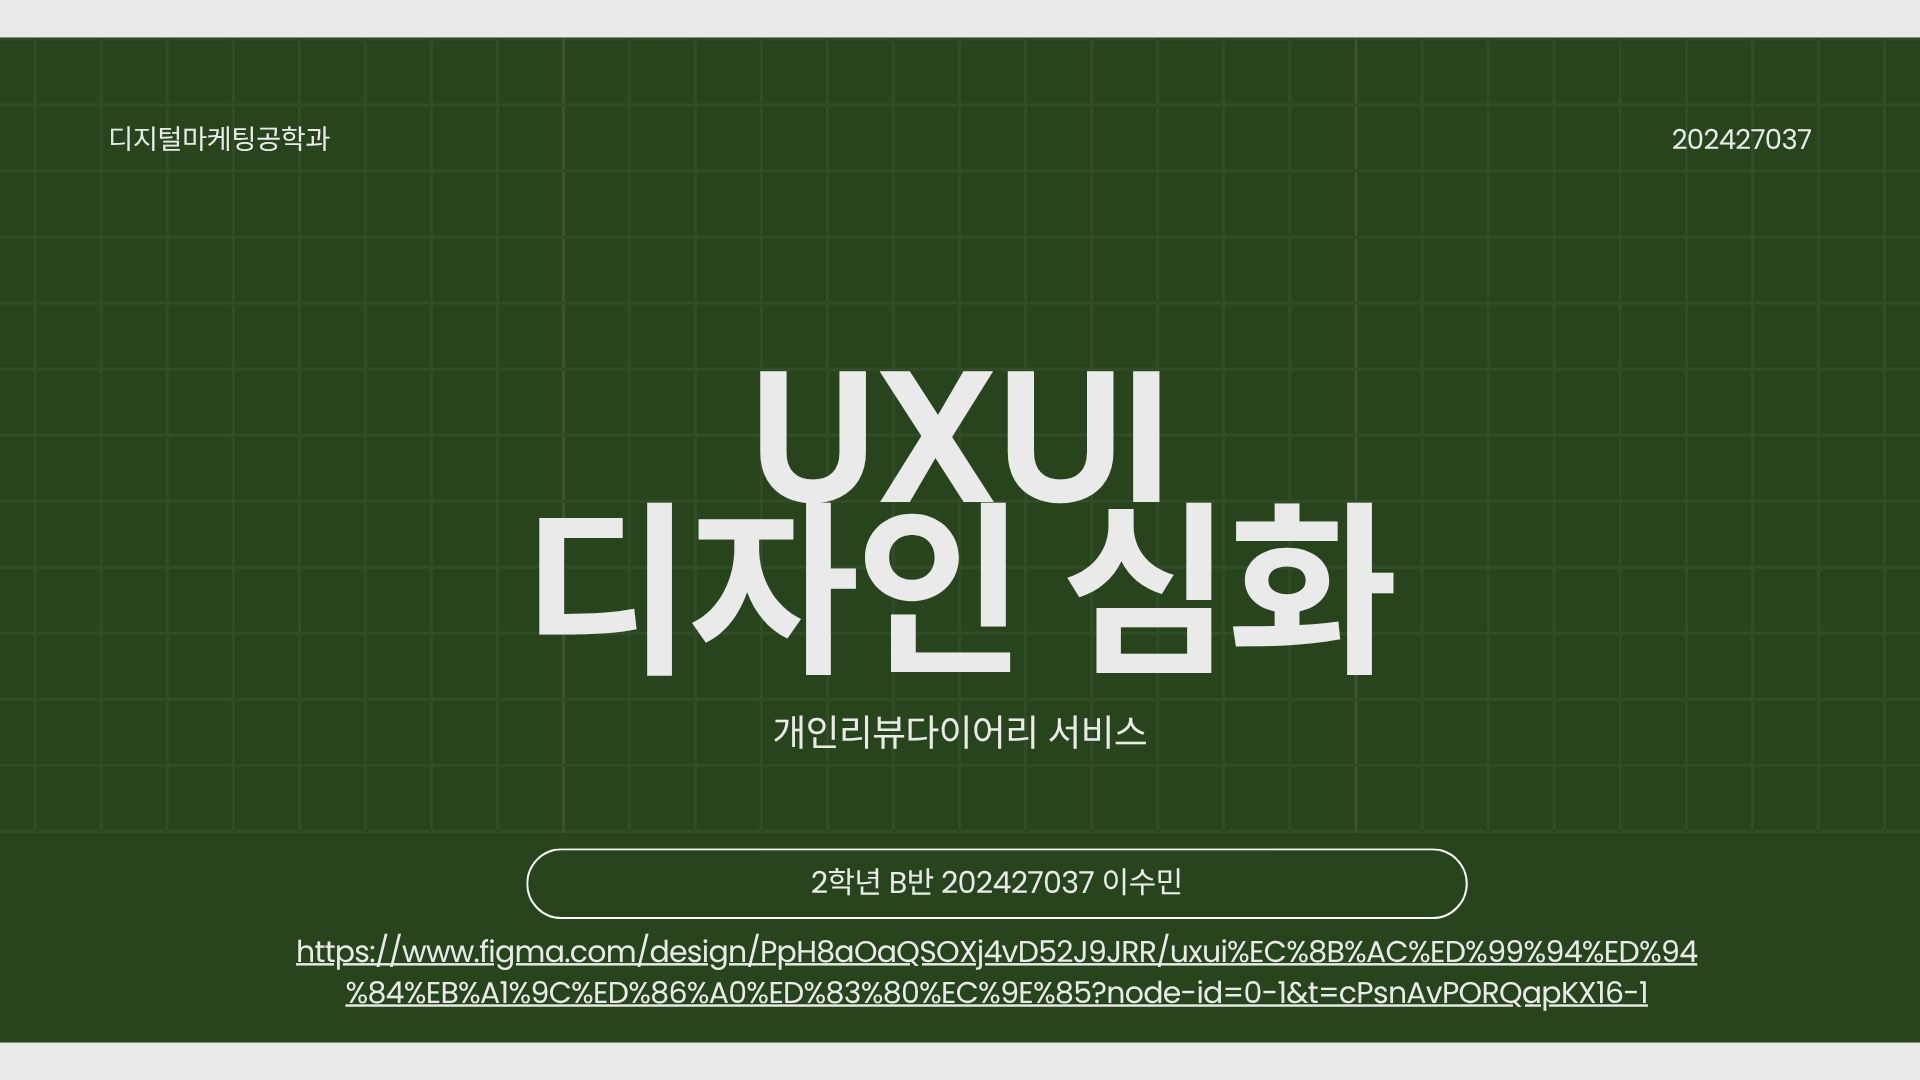 디지털마케팅공학과
202427037
UXUI
디자인 심화
개인리뷰다이어리 서비스
2학년 B반 202427037 이수민
https://www.figma.com/design/PpH8aOaQSOXj4vD52J9JRR/uxui%EC%8B%AC%ED%99%94%ED%94
%84%EB%A1%9C%ED%86%A0%ED%83%80%EC%9E%85?node-id=0-1&t=cPsnAvPORQapKX16-1